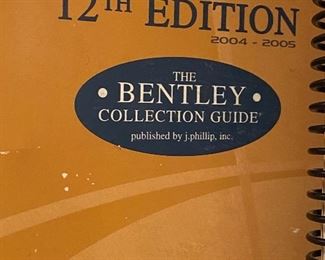 12TH EDITION
2004 - 2005
THE
• BENTLEY •
COLLECTION GUIDE®
published by j.phillip, inc.